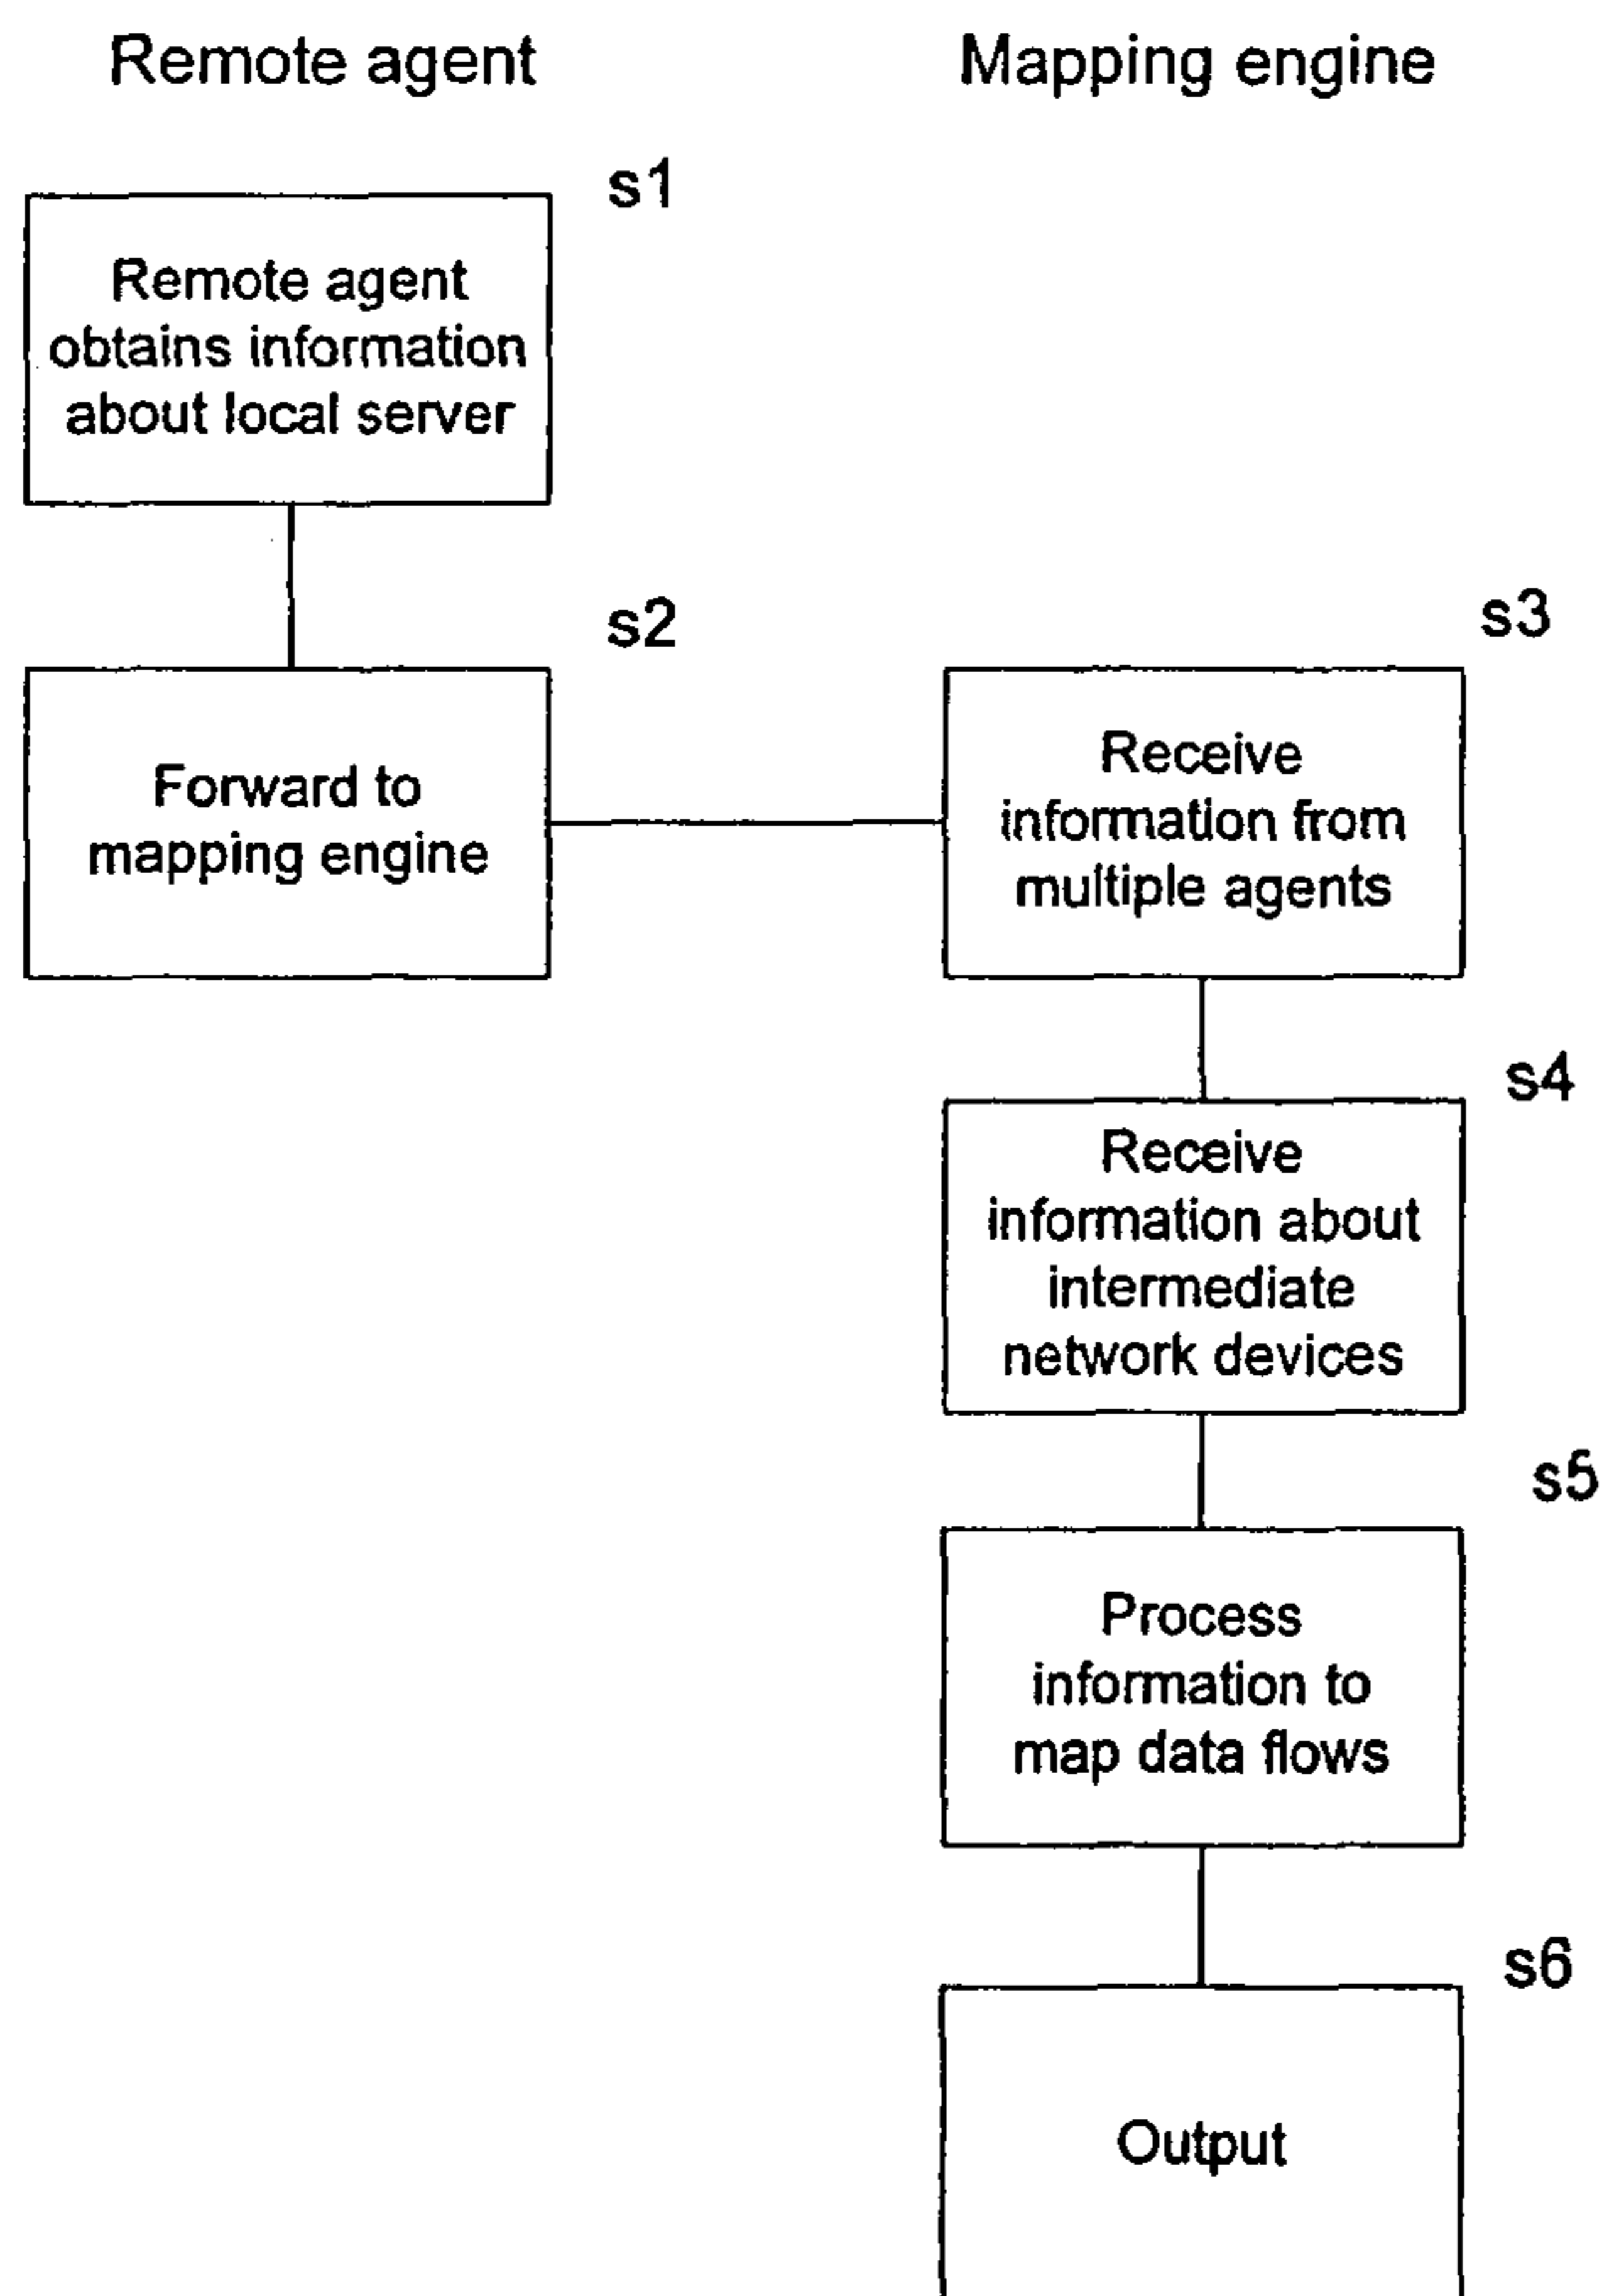 Remote agent
Mapping engine
s1
Remote agent
obtains information
about local server
s2
Forward to
mapping engine
s3
Receive
information from
multiple agents
s4
Receive
information about
intermediate
network devices
s5
Process
information to
map data flows
s6
Output